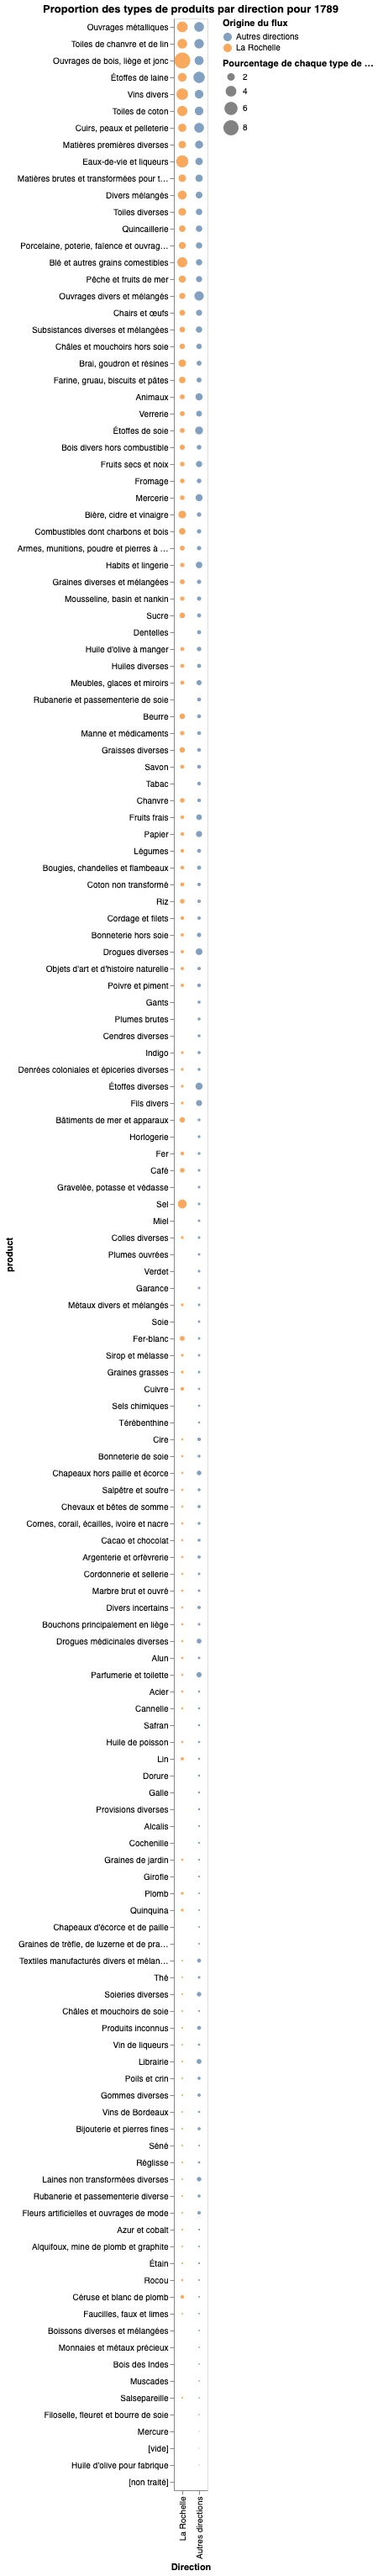 Proportion des types de produits par direction pour 1789
Ouvrages métalliques
Toiles de chanvre et de lin
Ouvrages de bois, liège et jonc
Étoffes de laine
Vins divers
Toiles de coton
Cuirs, peaux et pelleterie
Matières premières diverses
Eaux-de-vie et liqueurs
Matières brutes et transformées pour t…
Divers mélangés
Toiles diverses
Quincaillerie
Porcelaine, poterie, faïence et ouvrag…
Blé et autres grains comestibles
Pêche et fruits de mer
Ouvrages divers et mélangés
Chairs et œufs
Subsistances diverses et mélangées
Châles et mouchoirs hors soie
Brai, goudron et résines
Farine, gruau, biscuits et pâtes
Animaux
Verrerie
Étoffes de soie
Bois divers hors combustible
Fruits secs et noix
Fromage
Mercerie
Bière, cidre et vinaigre
Combustibles dont charbons et bois
Armes, munitions, poudre et pierres à …
Habits et lingerie
Graines diverses et mélangées
Mousseline, basin et nankin
Sucre
Dentelles
Huile d'olive à manger
Huiles diverses
Meubles, glaces et miroirs
Rubanerie et passementerie de soie
Beurre
Manne et médicaments
Graisses diverses
Savon
Tabac
Chanvre
Fruits frais
Papier
Légumes
Bougies, chandelles et flambeaux
Coton non transformé
Riz
Cordage et filets
Bonneterie hors soie
Drogues diverses
Objets d'art et d'histoire naturelle
Poivre et piment
Gants
Plumes brutes
Cendres diverses
Indigo
Denrées coloniales et épiceries diverses
Étoffes diverses
Fils divers
Bâtiments de mer et apparaux
Horlogerie
Fer
Café
Gravelée, potasse et védasse
Sel
Miel
Colles diverses
Plumes ouvrées
Verdet
Garance
Métaux divers et mélangés
Soie
Fer-blanc
Sirop et mélasse
Graines grasses
Cuivre
Sels chimiques
Térébenthine
Cire
Bonneterie de soie
Chapeaux hors paille et écorce
Salpêtre et soufre
Chevaux et bêtes de somme
Cornes, corail, écailles, ivoire et nacre
Cacao et chocolat
Argenterie et orfèvrerie
Cordonnerie et sellerie
Marbre brut et ouvré
Divers incertains
Bouchons principalement en liège
Drogues médicinales diverses
Alun
Parfumerie et toilette
Acier
Cannelle
Safran
Huile de poisson
Lin
Dorure
Galle
Provisions diverses
Alcalis
Cochenille
Graines de jardin
Girofle
Plomb
Quinquina
Chapeaux d'écorce et de paille
Graines de trèfle, de luzerne et de pra…
Textiles manufacturés divers et mélan…
Thé
Soieries diverses
Châles et mouchoirs de soie
Produits inconnus
Vin de liqueurs
Librairie
Poils et crin
Gommes diverses
Vins de Bordeaux
Bijouterie et pierres fines
Séné
Réglisse
Laines non transformées diverses
Rubanerie et passementerie diverse
Fleurs artificielles et ouvrages de mode
Azur et cobalt
Alquifoux, mine de plomb et graphite
Étain
Rocou
Céruse et blanc de plomb
Faucilles, faux et limes
Boissons diverses et mélangées
Monnaies et métaux précieux
Bois des Indes
Muscades
Salsepareille
Filoselle, fleuret et bourre de soie
Mercure
[vide]
Huile d'olive pour fabrique
[non traité]
product
La Rochelle
Autres directions
Direction
Origine du flux
Autres directions
La Rochelle
Pourcentage de chaque type de …
2
4
6
8